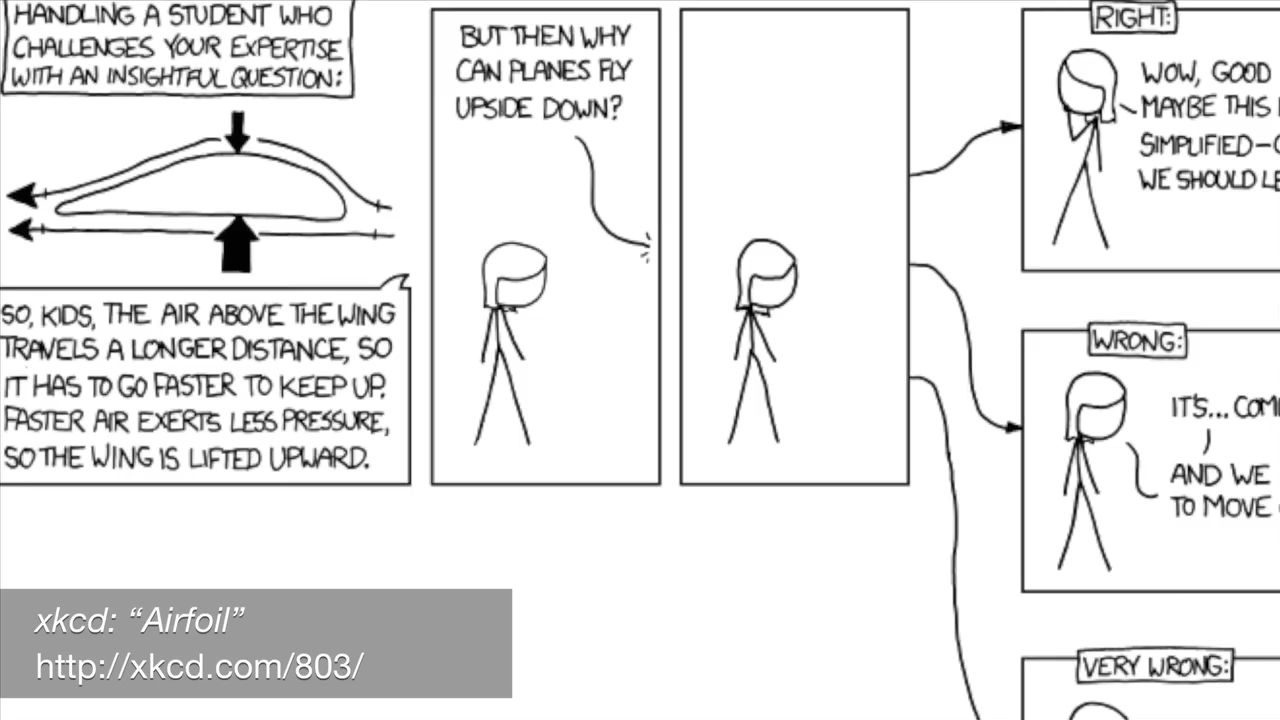 HANDLING A STUDENT WHO
CHALLENGES YOUR EXPERTISE
WITH AN INSIGHTFUL QUESTION:
SO, KIDS, THE AIR ABOVE THE WING
TRAVELS A LONGER DISTANCE, SO
IT HAS TO GO FASTER TO KEEP UP.
FASTER AIR EXERTS LESS PRESSURE,
SO THE WING IS LIFTED UPWARD.
BUT THEN WHY
CAN PLANES FLY
UPSIDE DOWN?
RIGHT:
WOW, GOOD
MAYBE THIS
SIMPLIFIED—
WE SHOULD
WRONG:
IT'S...
AND WE
TO MOVE
VERY WRONG:
xkcd: “Airfoil”
http://xkcd.com/803/